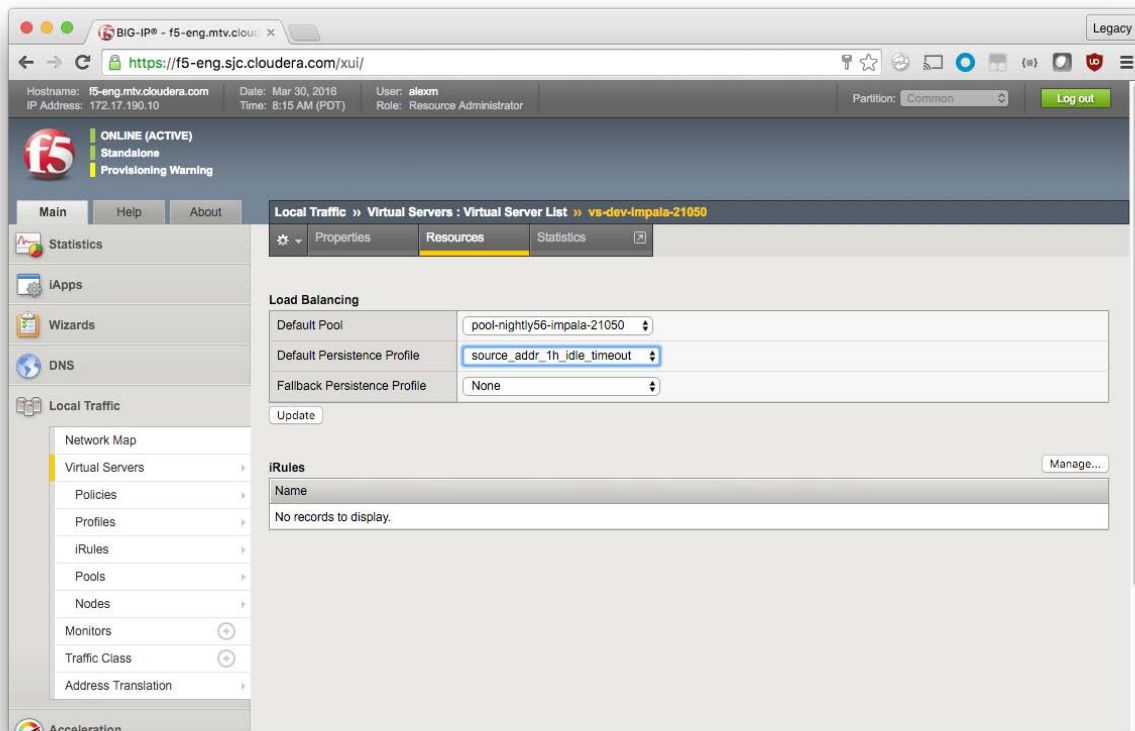 BIG-IP® - f5-eng.mtv.clou
Legacy
https://f5-eng.sjc.cloudera.com/xui/
Hostname: f5-eng.mtv.cloudera.com Date: Mar 30, 2016 User: alexm
IP Address: 172.17.190.10 Time: 8:15 AM (PDT) Role: Resource Administrator
Partition: Common Log out
f5
ONLINE (ACTIVE)
Standalone
Provisioning Warning
Main Help About
Local Traffic ›› Virtual Servers : Virtual Server List ›› vs-dev-impala-21050
Properties Resources Statistics
Statistics
iApps
Wizards
DNS
Local Traffic
Network Map
Virtual Servers
Policies
Profiles
iRules
Pools
Nodes
Monitors
Traffic Class
Address Translation
Acceleration
Load Balancing
Default Pool pool-nightly56-impala-21050
Default Persistence Profile source_addr_1h_idle_timeout
Fallback Persistence Profile None
Update
iRules Manage...
Name
No records to display.